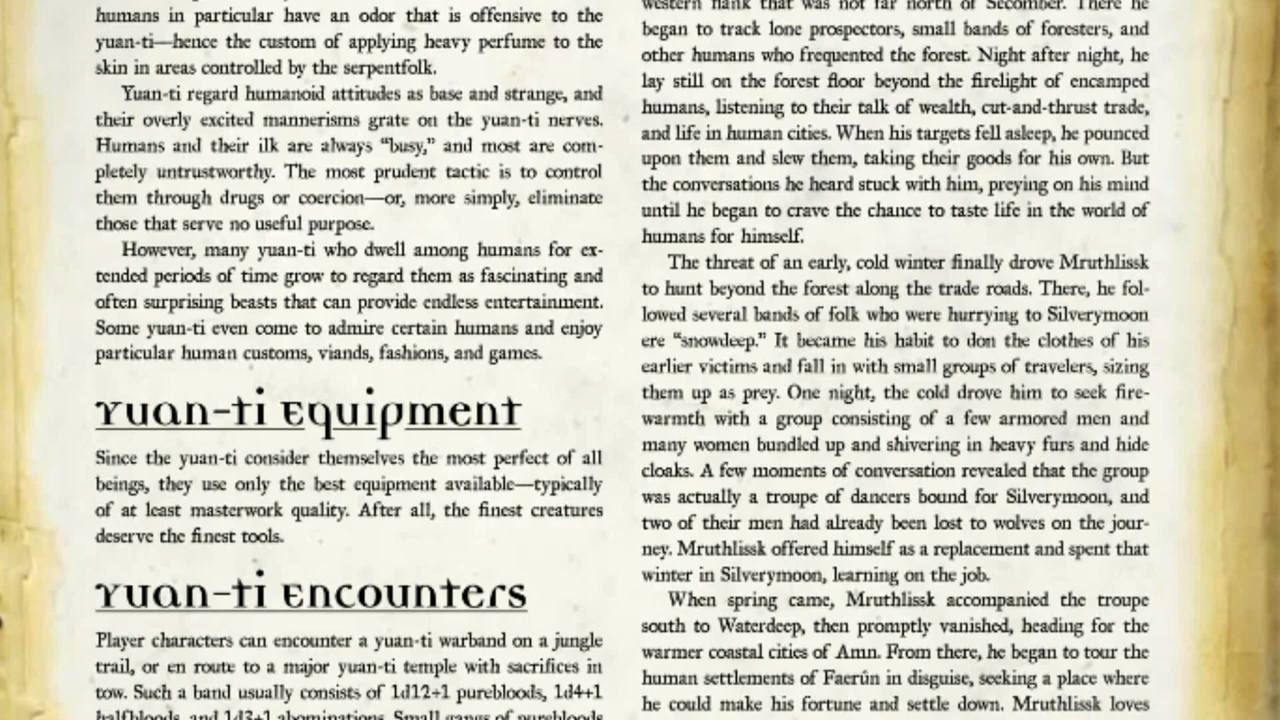 humans in particular have an odor that is offensive to the
yuan-ti—hence the custom of applying heavy perfume to the
skin in areas controlled by the serpentfolk.
Yuan-ti regard humanoid attitudes as base and strange, and
their overly excited mannerisms grate on the yuan-ti nerves.
Humans and their ilk are always “busy,” and most are com-
pletely untrustworthy. The most prudent tactic is to control
them through drugs or coercion—or, more simply, eliminate
those that serve no useful purpose.
However, many yuan-ti who dwell among humans for ex-
tended periods of time grow to regard them as fascinating and
often surprising beasts that can provide endless entertainment.
Some yuan-ti even come to admire certain humans and enjoy
particular human customs, viands, fashions, and games.
Yuan-ti Equipment
Since the yuan-ti consider themselves the most perfect of all
beings, they use only the best equipment available—typically
of at least masterwork quality. After all, the finest creatures
deserve the finest tools.
Yuan-ti Encounters
Player characters can encounter a yuan-ti warband on a jungle
trail, or en route to a major yuan-ti temple with sacrifices in
tow. Such a band usually consists of 1d12+1 purebloods, 1d4+1
halfbloods, and 1d3+1 abominations. Small gangs of purebloods
western flank that was not far north of Secomber. There he
began to track lone prospectors, small bands of foresters, and
other humans who frequented the forest. Night after night, he
lay still on the forest floor beyond the firelight of encamped
humans, listening to their talk of wealth, cut-and-thrust trade,
and life in human cities. When his targets fell asleep, he pounced
upon them and slew them, taking their goods for his own. But
the conversations he heard stuck with him, preying on his mind
until he began to crave the chance to taste life in the world of
humans for himself.
The threat of an early, cold winter finally drove Mruthlissk
to hunt beyond the forest along the trade roads. There, he fol-
lowed several bands of folk who were hurrying to Silverymoon
ere “snowdeep.” It became his habit to don the clothes of his
earlier victims and fall in with small groups of travelers, sizing
them up as prey. One night, the cold drove him to seek fire-
warmth with a group consisting of a few armored men and
many women bundled up and shivering in heavy furs and hide
cloaks. A few moments of conversation revealed that the group
was actually a troupe of dancers bound for Silverymoon, and
two of their men had already been lost to wolves on the jour-
ney. Mruthlissk offered himself as a replacement and spent that
winter in Silverymoon, learning on the job.
When spring came, Mruthlissk accompanied the troupe
south to Waterdeep, then promptly vanished, heading for the
warmer coastal cities of Amn. From there, he began to tour the
human settlements of Faerûn in disguise, seeking a place where
he could make his fortune and settle down. Mruthlissk loves